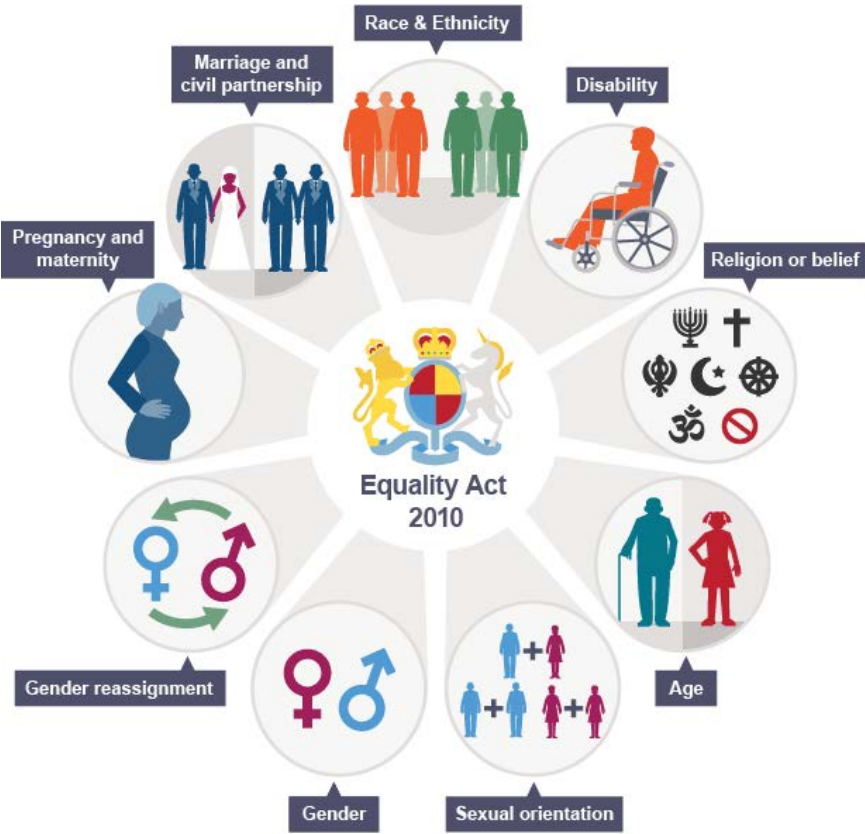 Race & Ethnicity
Marriage and
civil partnership
Disability
Pregnancy and
maternity
Religion or belief
Equality Act
2010
Gender reassignment
Age
Gender
Sexual orientation